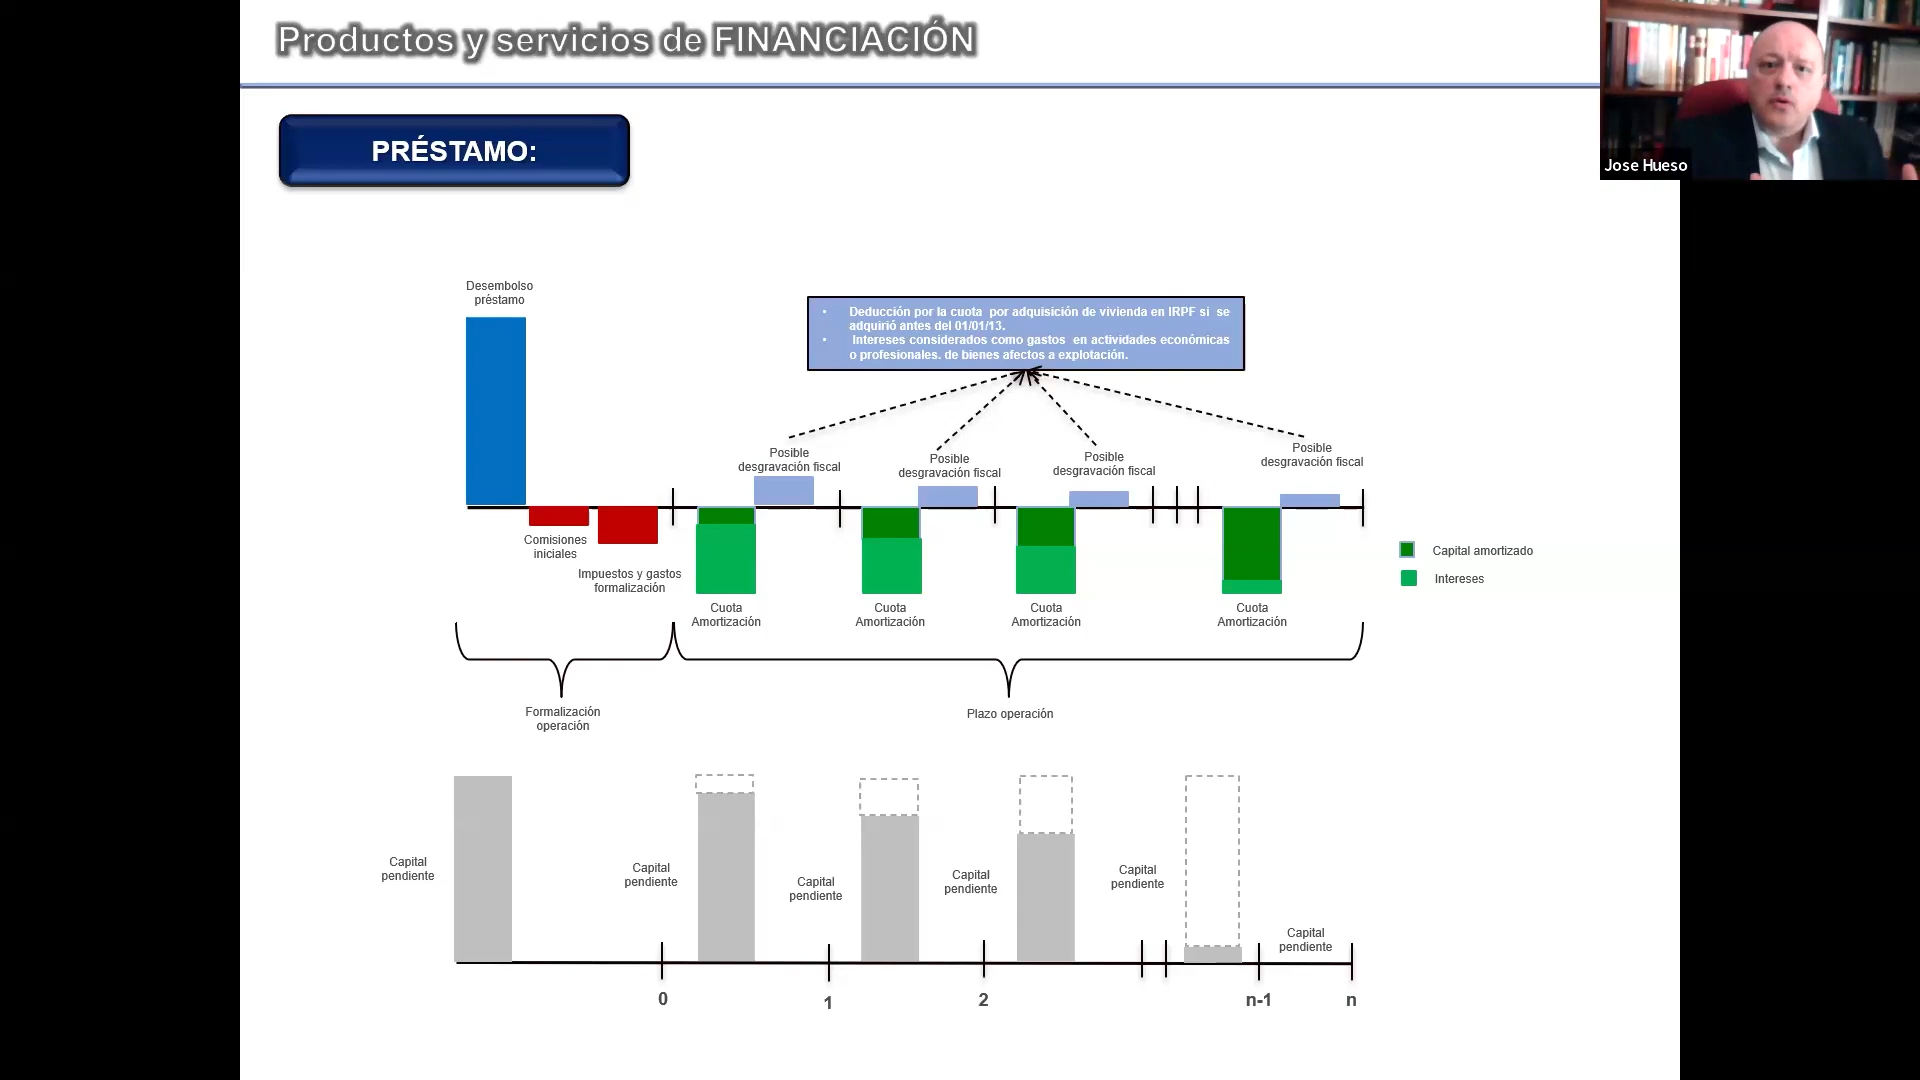 Productos y servicios de FINANCIACIÓN
Jose Hueso
PRÉSTAMO:
Desembolso
préstamo
• Deducción por la cuota por adquisición de vivienda en IRPF si se
adquirió antes del 01/01/13.
• Intereses considerados como gastos en actividades económicas
o profesionales. de bienes afectos a explotación.
Posible
desgravación fiscal
Posible
desgravación fiscal
Posible
desgravación fiscal
Posible
desgravación fiscal
Comisiones
iniciales
Impuestos y gastos
formalización
Capital amortizado
Intereses
Cuota
Amortización
Cuota
Amortización
Cuota
Amortización
Cuota
Amortización
Formalización
operación
Plazo operación
Capital
pendiente
Capital
pendiente
Capital
pendiente
Capital
pendiente
Capital
pendiente
Capital
pendiente
0
1
2
n-1
n